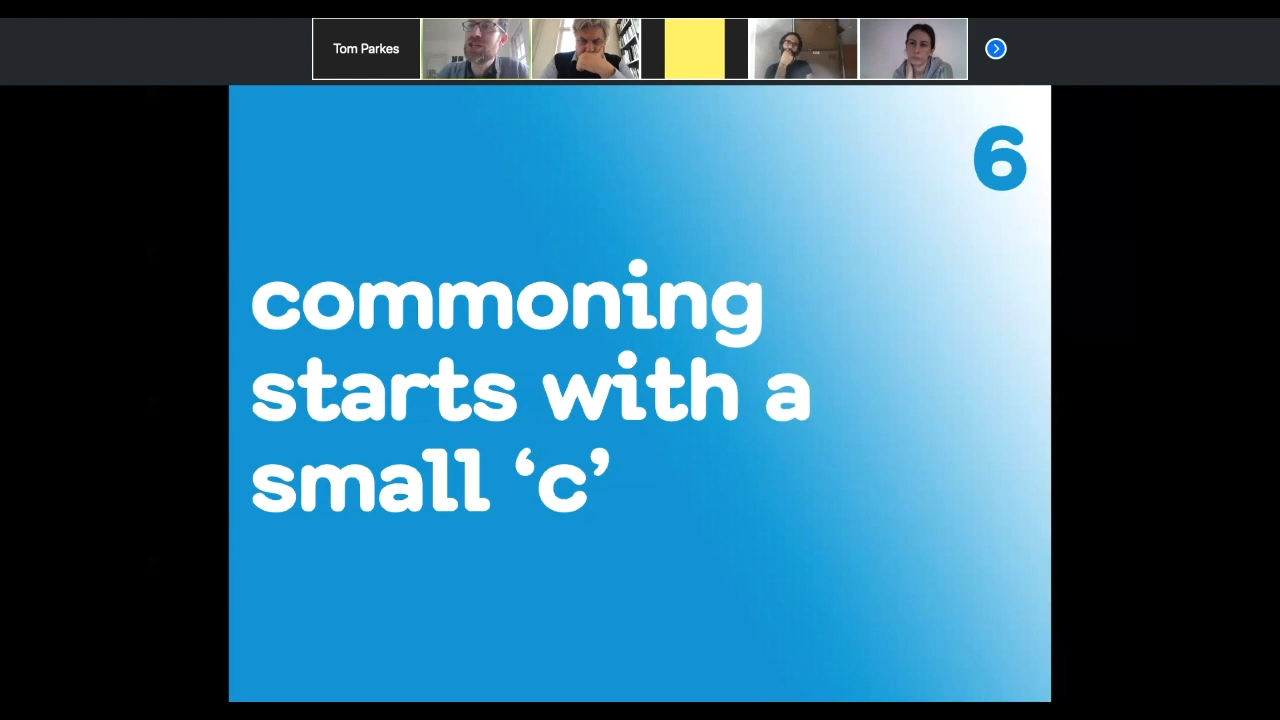 Tom Parkes
6
commoning
starts with a
small ‘c’